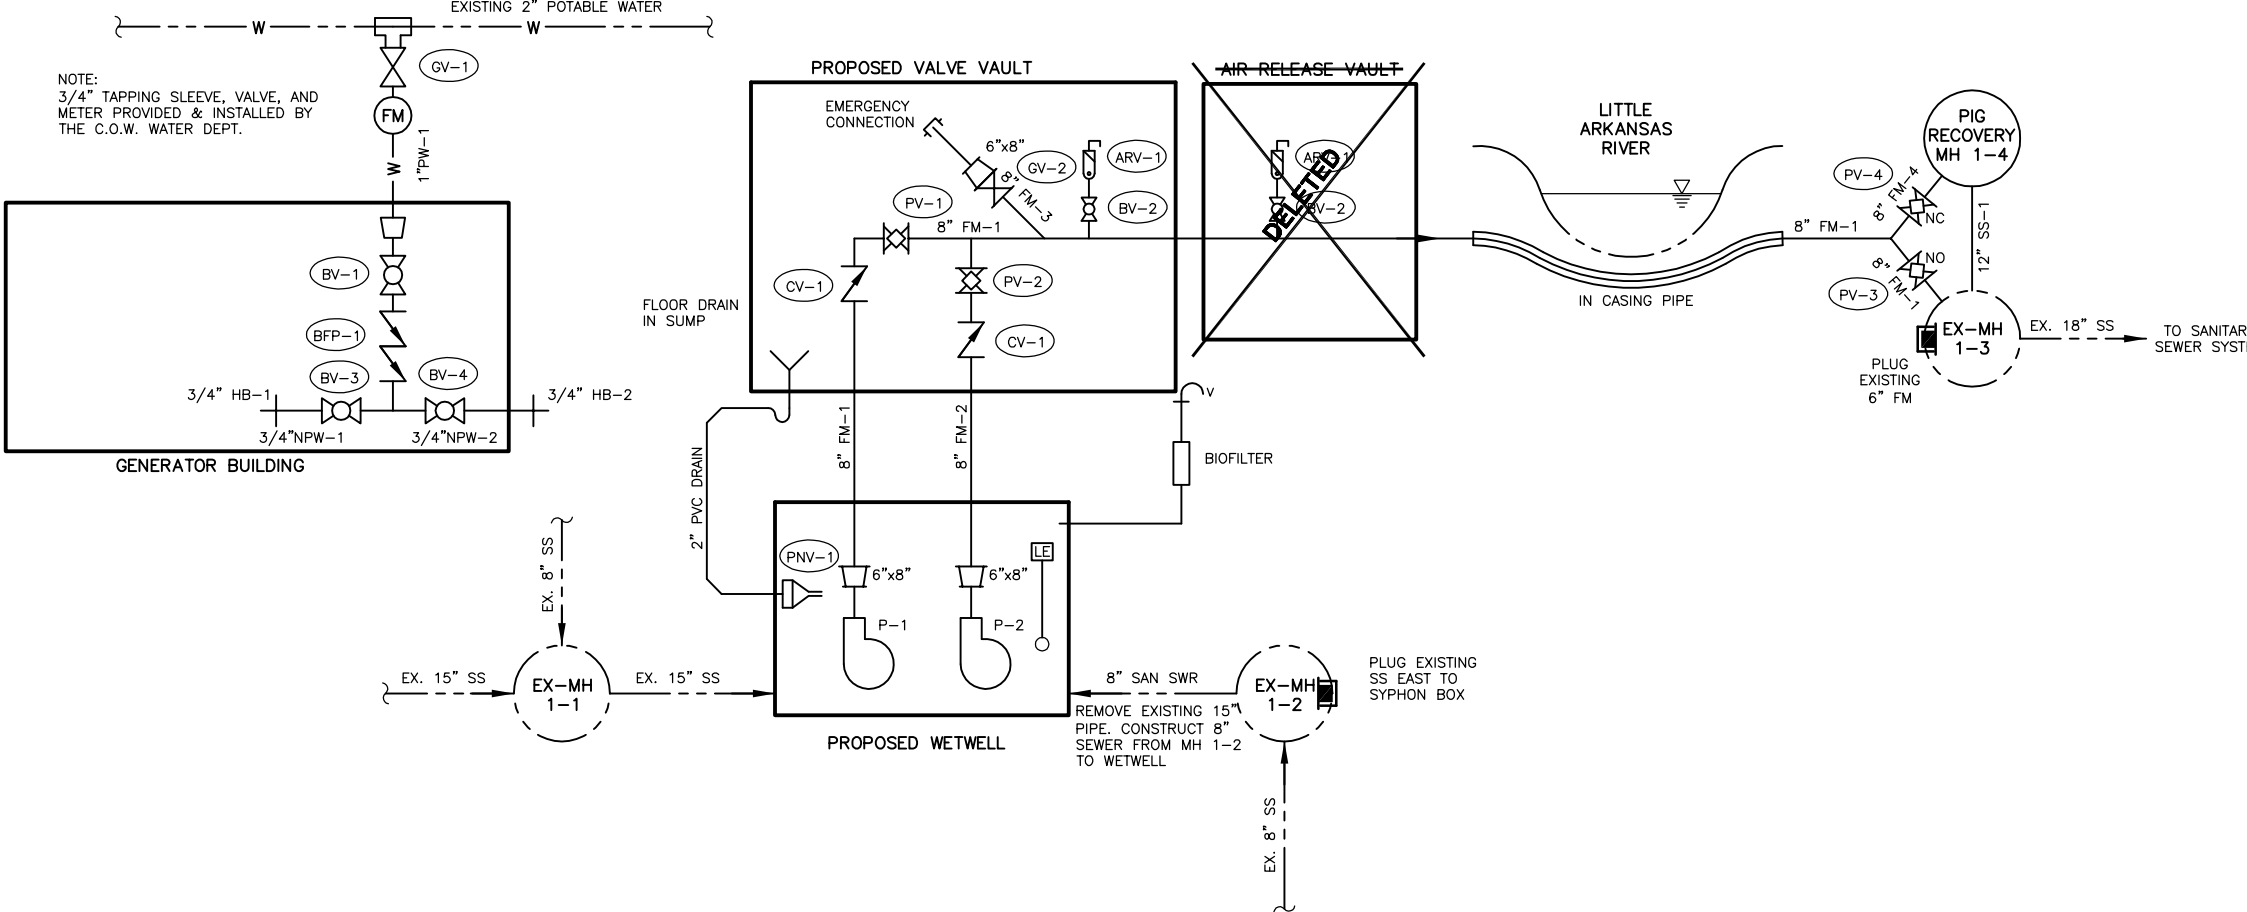 EXISTING 2" POTABLE WATER
W
W
GV-1
NOTE:
3/4" TAPPING SLEEVE, VALVE, AND
METER PROVIDED & INSTALLED BY
THE C.O.W. WATER DEPT.
FM
W
1"PW-1
BV-1
BFP-1
BV-3
BV-4
3/4" HB-1
3/4" HB-2
3/4"NPW-1
3/4"NPW-2
GENERATOR BUILDING
PROPOSED VALVE VAULT
EMERGENCY
CONNECTION
6"x8"
GV-2
8" FM-3
ARV-1
BV-2
PV-1
8" FM-1
CV-1
PV-2
CV-1
FLOOR DRAIN
IN SUMP
AIR RELEASE VAULT
ARV-1
BV-2
DELETED
LITTLE
ARKANSAS
RIVER
IN CASING PIPE
8" FM-1
PIG
RECOVERY
MH 1-4
PV-4
8" FM-4
NC
NO
8" FM-1
PV-3
12" SS-1
EX-MH
1-3
EX. 18" SS
TO SANITAR
SEWER SYST
PLUG
EXISTING
6" FM
V
BIOFILTER
8" FM-1
8" FM-2
2" PVC DRAIN
PNV-1
6"x8"
6"x8"
LE
P-1
P-2
PROPOSED WETWELL
EX. 8" SS
EX. 15" SS
EX-MH
1-1
EX. 15" SS
8" SAN SWR
REMOVE EXISTING 15"
PIPE. CONSTRUCT 8"
SEWER FROM MH 1-2
TO WETWELL
EX-MH
1-2
PLUG EXISTING
SS EAST TO
SYPHON BOX
EX. 8" SS